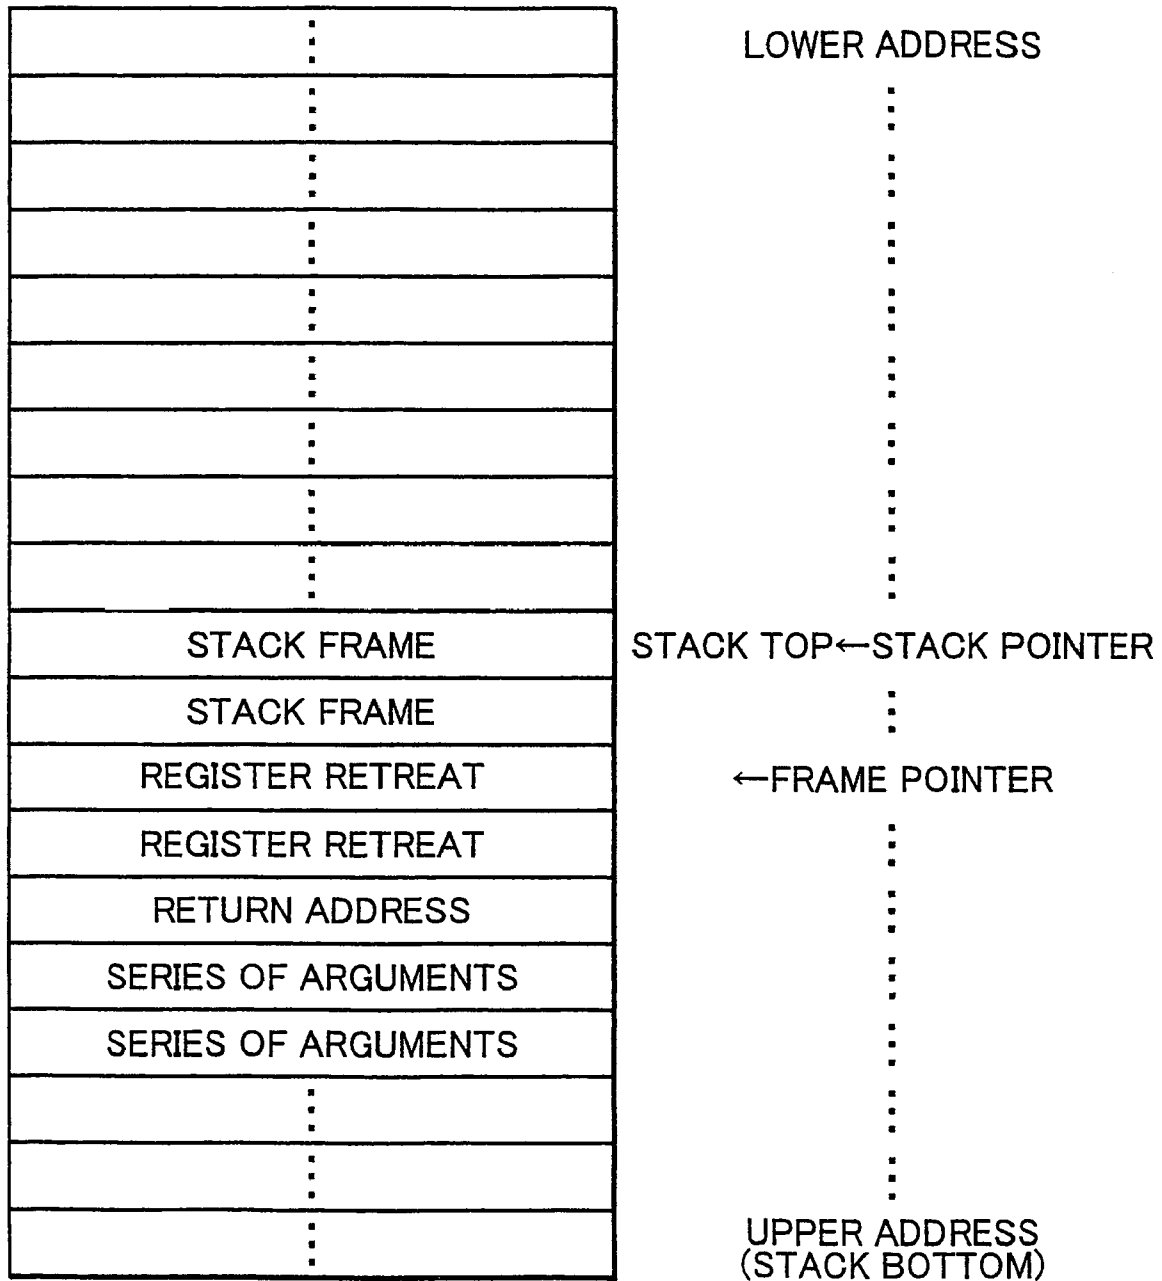 LOWER ADDRESS
STACK FRAME STACK TOP←STACK POINTER
STACK FRAME
REGISTER RETREAT ←FRAME POINTER
REGISTER RETREAT
RETURN ADDRESS
SERIES OF ARGUMENTS
SERIES OF ARGUMENTS
UPPER ADDRESS
(STACK BOTTOM)